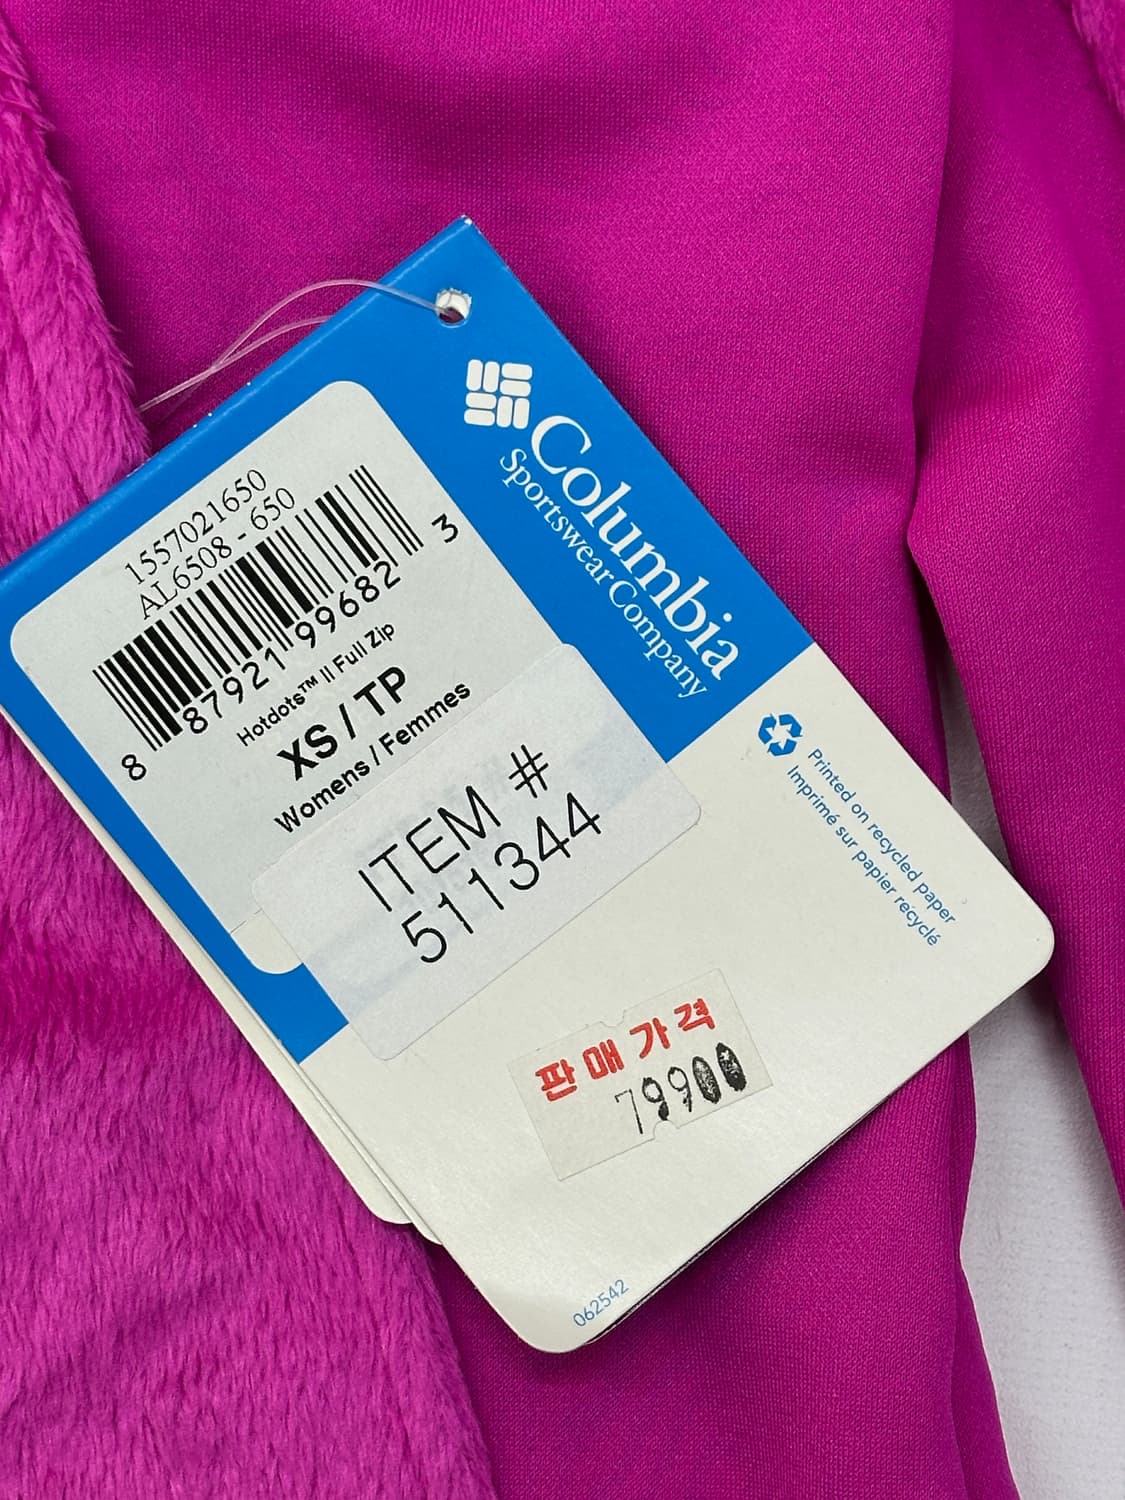 Columbia
Sportswear Company
1557021650
AL6508 - 650
8 87921 99682 3
Hotdots™ II Full Zip
XS / TP
Womens / Femmes
ITEM #
511344
Printed on recycled paper
Imprimé sur papier recyclé
판매가격
79900
062542